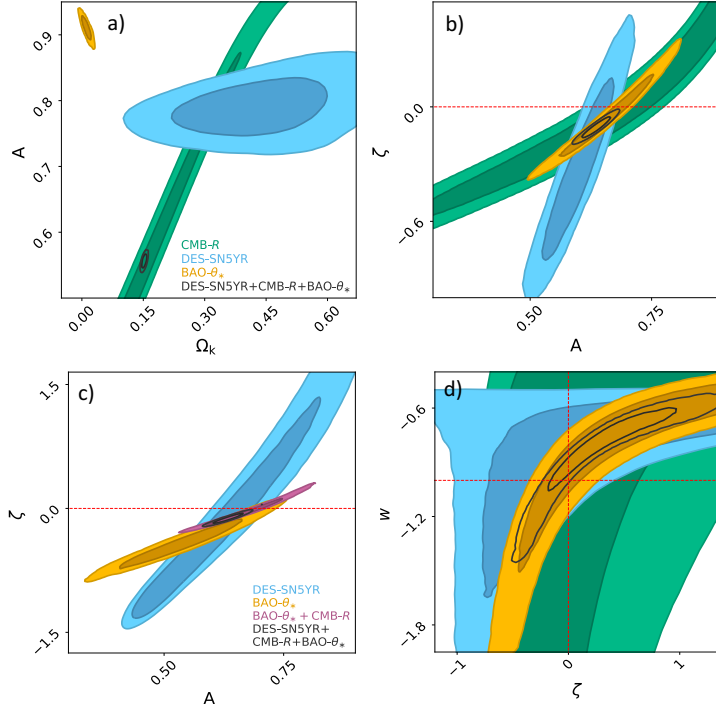 a)
0.9
0.8
0.7
0.6
A
CMB-R
DES-SN5YR
BAO-θ*
DES-SN5YR+CMB-R+BAO-θ*
0.00 0.15 0.30 0.45 0.60
Ωk
b)
0.0
−0.6
ζ
0.50 0.75
A
c)
1.5
0.0
−1.5
ζ
DES-SN5YR
BAO-θ*
BAO-θ* + CMB-R
DES-SN5YR+
CMB-R+BAO-θ*
0.50 0.75
A
d)
−0.6
−1.2
−1.8
w
−1 0 1
ζ